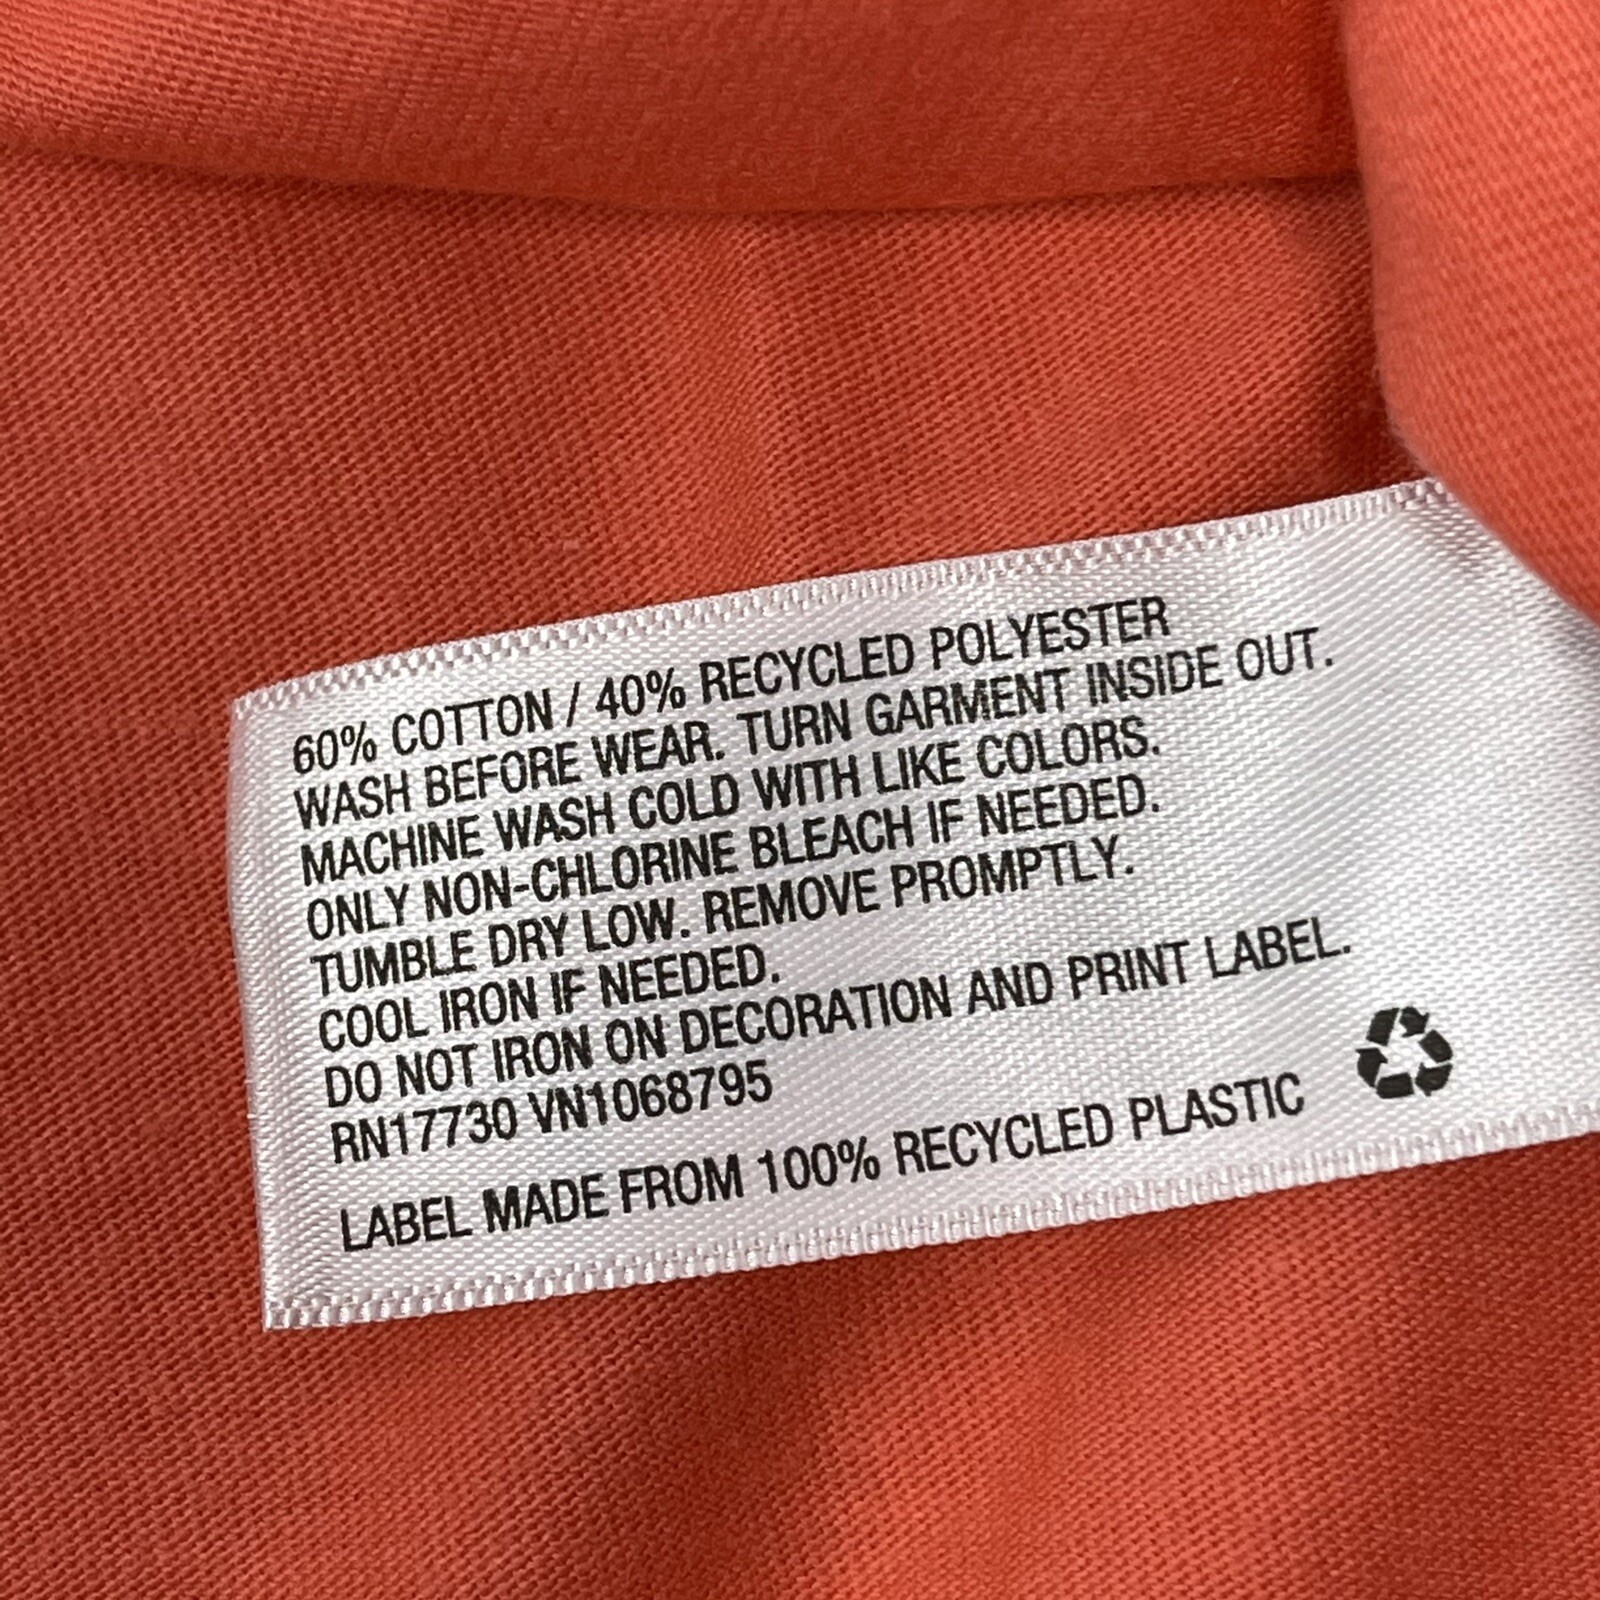 60% COTTON / 40% RECYCLED POLYESTER
WASH BEFORE WEAR. TURN GARMENT INSIDE OUT.
MACHINE WASH COLD WITH LIKE COLORS.
ONLY NON-CHLORINE BLEACH IF NEEDED.
TUMBLE DRY LOW. REMOVE PROMPTLY.
COOL IRON IF NEEDED.
DO NOT IRON ON DECORATION AND PRINT LABEL.
RN17730 VN1068795
LABEL MADE FROM 100% RECYCLED PLASTIC